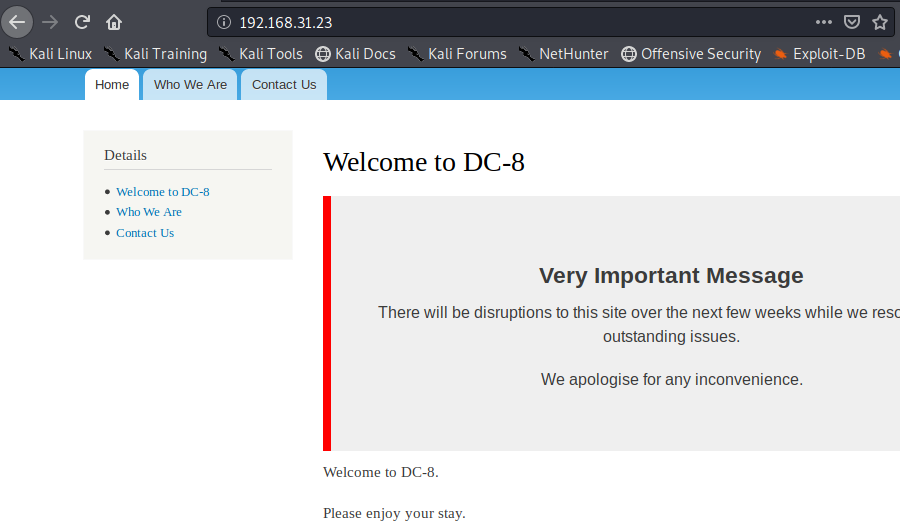 192.168.31.23
Kali Linux Kali Training Kali Tools Kali Docs Kali Forums NetHunter Offensive Security Exploit-DB
Home Who We Are Contact Us
Details
Welcome to DC-8
Who We Are
Contact Us
Welcome to DC-8
Very Important Message
There will be disruptions to this site over the next few weeks while we
outstanding issues.
We apologise for any inconvenience.
Welcome to DC-8.
Please enjoy your stay.